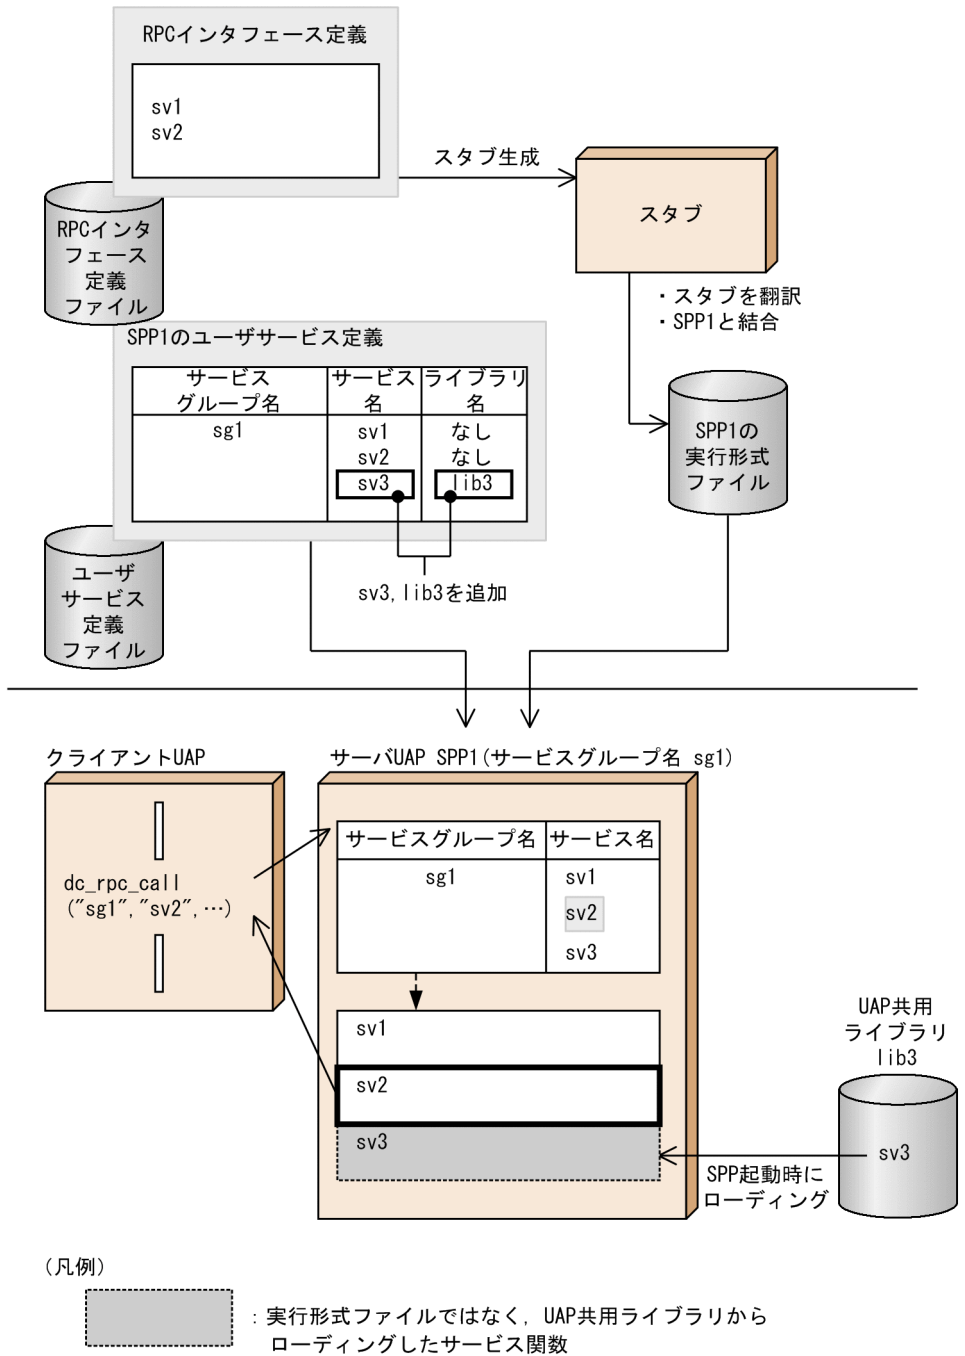 RPCインタフェース定義
sv1
sv2
スタブ生成
スタブ
RPCインタ
フェース
定義
ファイル
・スタブを翻訳
・SPP1と結合
SPP1のユーザサービス定義
サービス
グループ名
サービス
名
ライブラリ
名
sg1
sv1
なし
sv2
なし
sv3
lib3
SPP1の
実行形式
ファイル
ユーザ
サービス
定義
ファイル
sv3,lib3を追加
クライアントUAP
サーバUAP SPP1(サービスグループ名 sg1)
dc_rpc_call
("sg1","sv2",…)
サービスグループ名
サービス名
sg1
sv1
sv2
sv3
sv1
sv2
sv3
UAP共用
ライブラリ
lib3
sv3
SPP起動時に
ローディング
(凡例)
：実行形式ファイルではなく，UAP共用ライブラリから
ローディングしたサービス関数